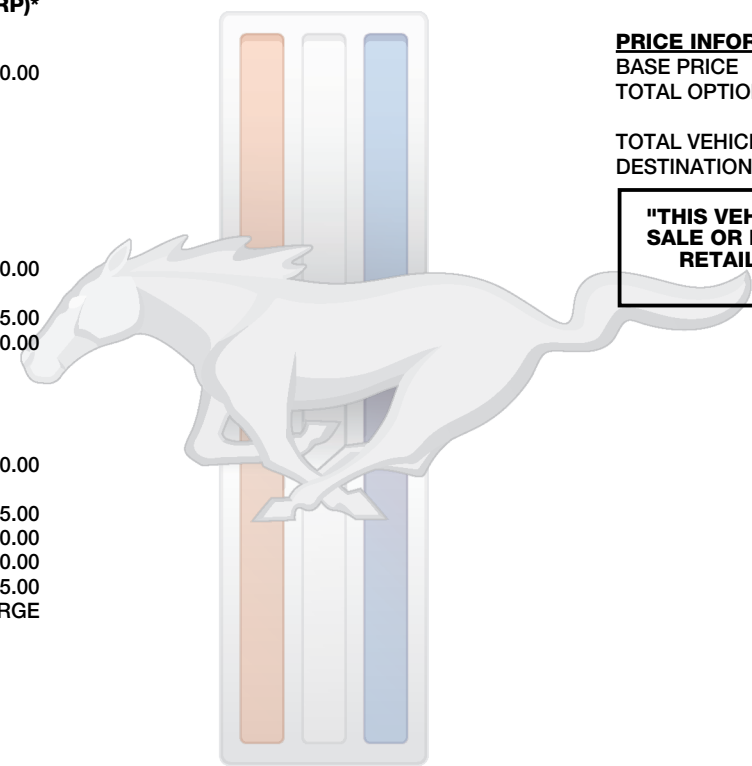 RP)*
0.00
0.00
5.00
0.00
0.00
5.00
0.00
0.00
5.00
RGE
PRICE INFOR
BASE PRICE
TOTAL OPTIO
TOTAL VEHICL
DESTINATION
"THIS VEH
SALE OR
RETAIL